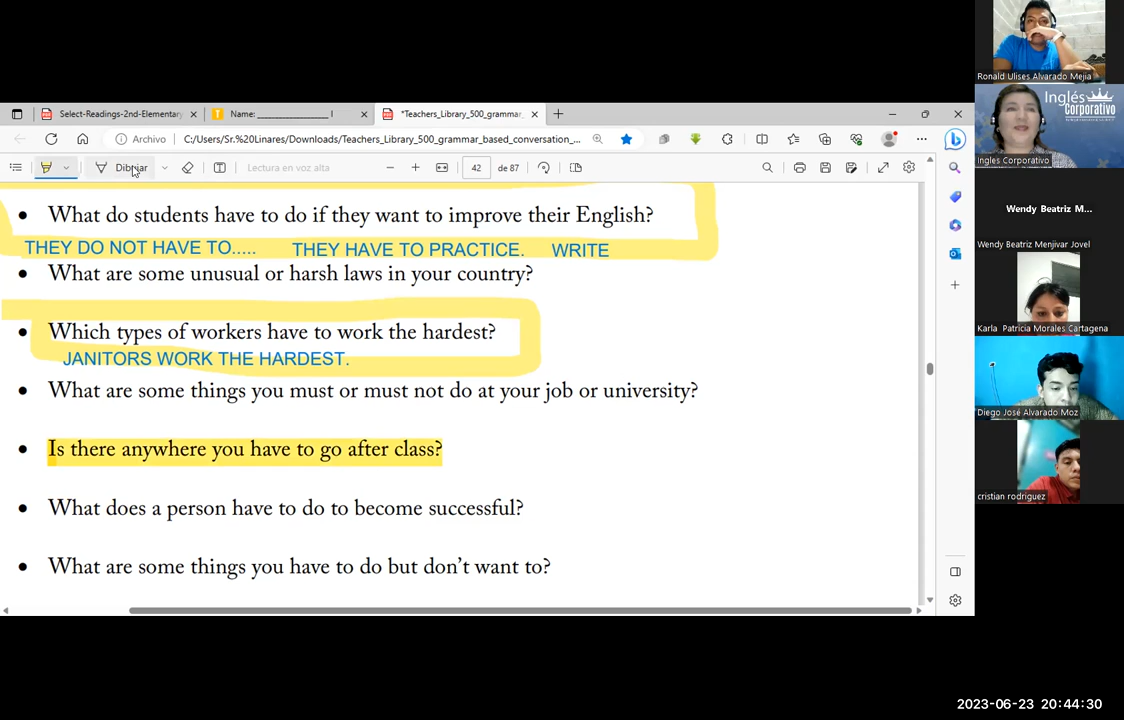 Ronald Ulises Alvarado Mejia
Select-Readings-2nd-Elementary
Name: ________________ I
*Teachers_Library_500_grammar_
Inglés
Corporativo
Archivo
C:/Users/Sr.%20Linares/Downloads/Teachers_Library_500_grammar_based_conversation_...
Ingles Corporativo
Dibujar
Lectura en voz alta
42
de 87
What do students have to do if they want to improve their English?
THEY DO NOT HAVE TO..... THEY HAVE TO PRACTICE. WRITE
What are some unusual or harsh laws in your country?
Which types of workers have to work the hardest?
JANITORS WORK THE HARDEST.
What are some things you must or must not do at your job or university?
Is there anywhere you have to go after class?
What does a person have to do to become successful?
What are some things you have to do but don't want to?
Wendy Beatriz M...
Wendy Beatriz Menjivar Jovel
Karla Patricia Morales Cartagena
Diego José Alvarado Moz
cristian rodriguez
2023-06-23 20:44:30